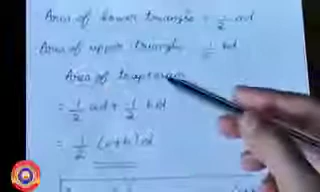 Area of lower triangle = 1/2 ad
Area of upper triangle 1/2 bd
Area of trapezium
= 1/2 ad + 1/2 bd
= 1/2 (a+b)d